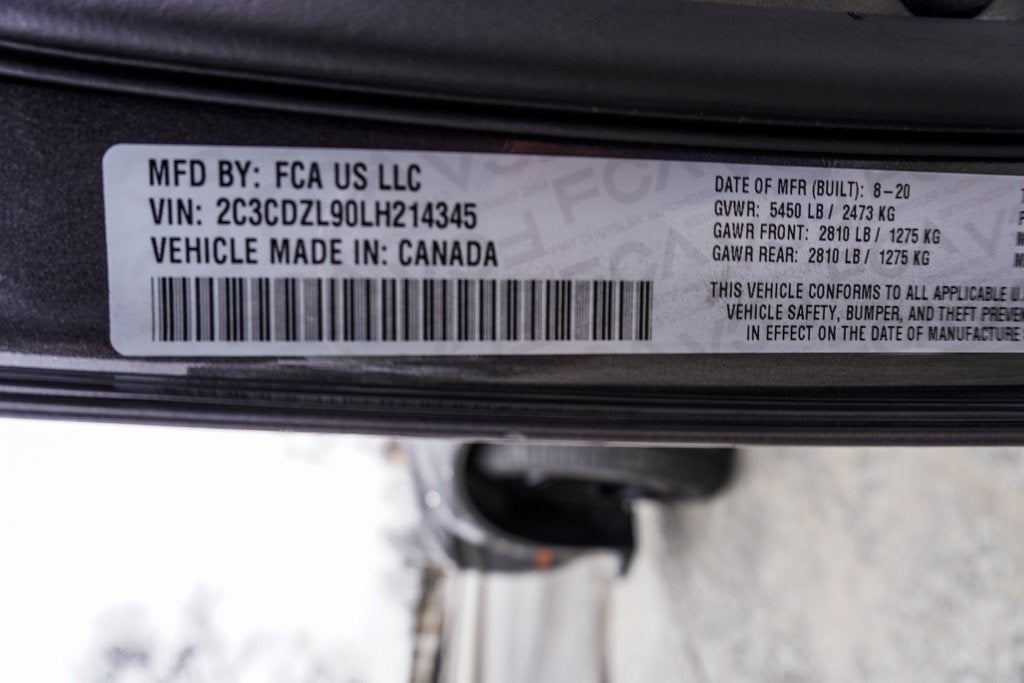 MFD BY: FCA US LLC
VIN: 2C3CDZL90LH214345
VEHICLE MADE IN: CANADA
DATE OF MFR (BUILT): 8-20
GVWR: 5450 LB / 2473 KG
GAWR FRONT: 2810 LB / 1275 KG
GAWR REAR: 2810 LB / 1275 KG
THIS VEHICLE CONFORMS TO ALL APPLICABLE U.
VEHICLE SAFETY, BUMPER, AND THEFT PREVEN
IN EFFECT ON THE DATE OF MANUFACTURE